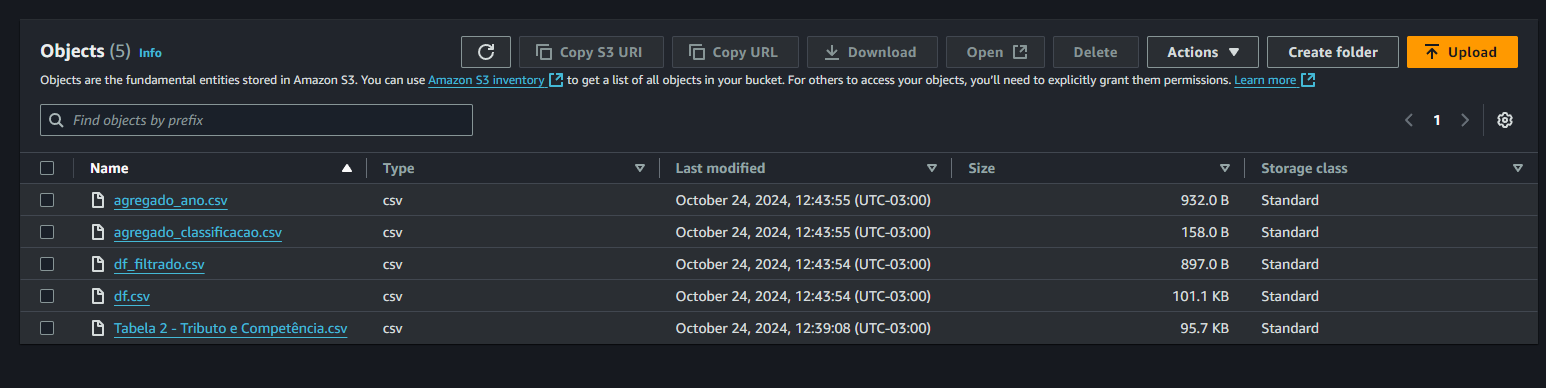 Objects (5) Info Copy S3 URI Copy URL Download Open Delete Actions Create folder Upload
Objects are the fundamental entities stored in Amazon S3. You can use Amazon S3 inventory to get a list of all objects in your bucket. For others to access your objects, you'll need to explicitly grant them permissions. Learn more
Find objects by prefix 1
Name Type Last modified Size Storage class
agregado_ano.csv csv October 24, 2024, 12:43:55 (UTC-03:00) 932.0 B Standard
agregado_classificacao.csv csv October 24, 2024, 12:43:55 (UTC-03:00) 158.0 B Standard
df_filtrado.csv csv October 24, 2024, 12:43:54 (UTC-03:00) 897.0 B Standard
df.csv csv October 24, 2024, 12:43:54 (UTC-03:00) 101.1 KB Standard
Tabela 2 - Tributo e Competência.csv csv October 24, 2024, 12:39:08 (UTC-03:00) 95.7 KB Standard